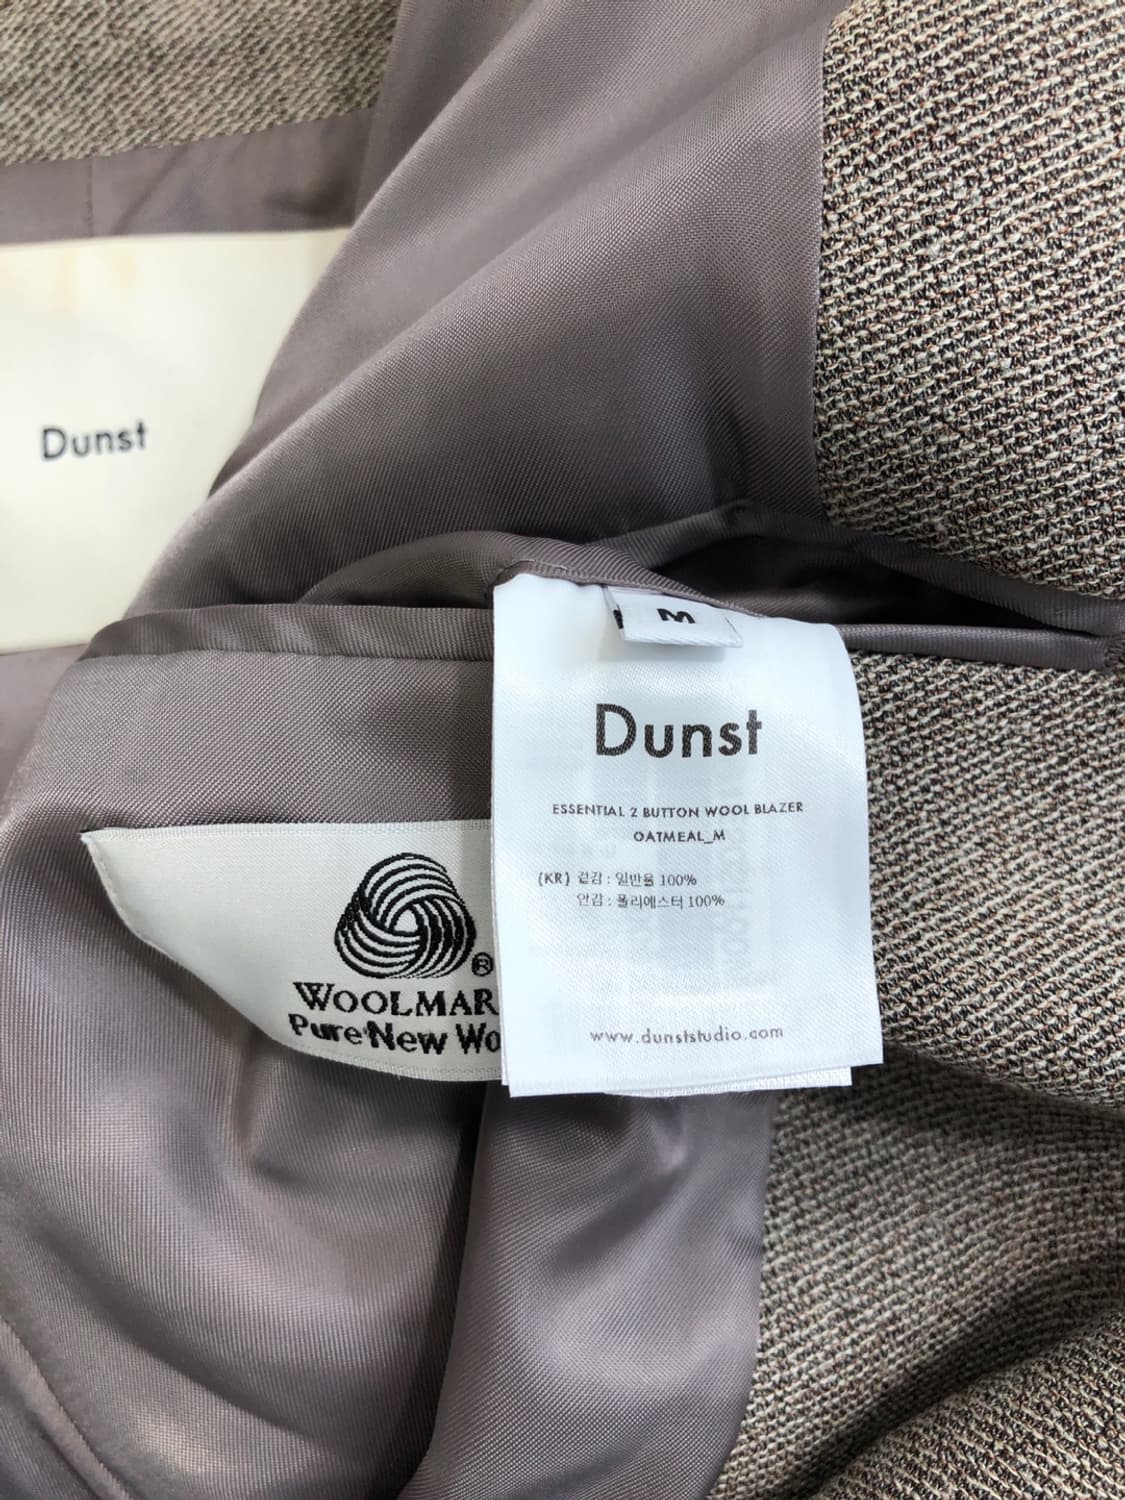 Dunst
M
Dunst
ESSENTIAL 2 BUTTON WOOL BLAZER
OATMEAL_M
(KR) 겉감 : 일반울 100%
안감 : 폴리에스터 100%
www.dunststudio.com
®
WOOLMAR
Pure New Wo